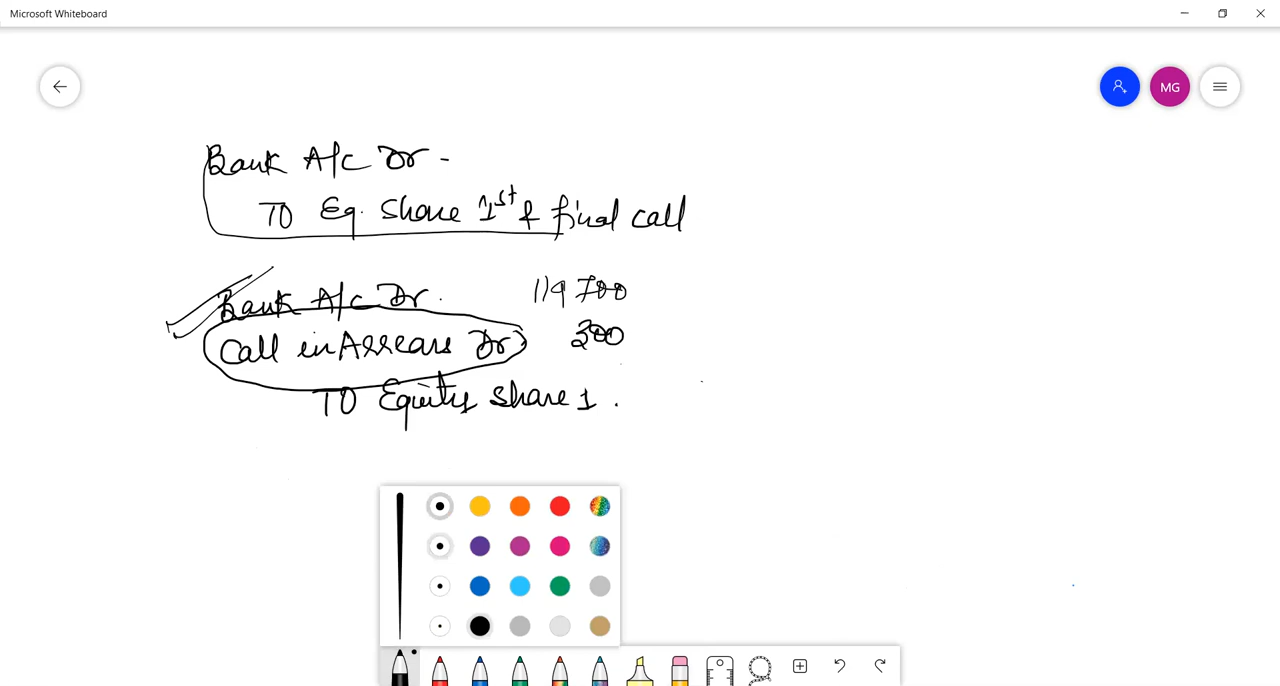 Microsoft Whiteboard
MG
Bank A/c Dr -
TO Eq. Share 1st & final call
Bank A/c Dr. 119700
Call in Arrears Dr 300
TO Equity Share 1.